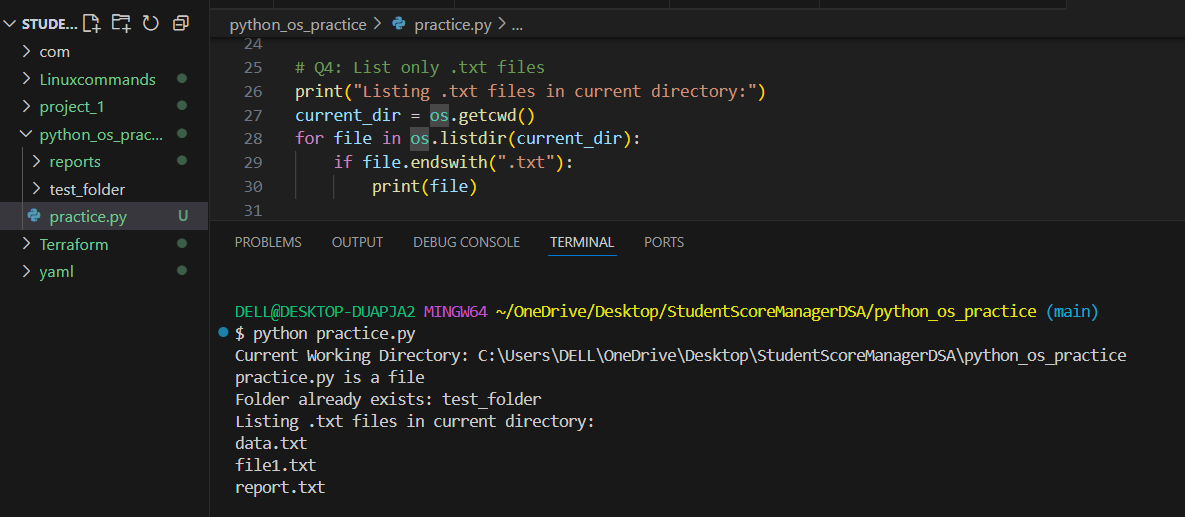 STUDE...
com
Linuxcommands
project_1
python_os_prac...
reports
test_folder
practice.py U
Terraform
yaml
python_os_practice > practice.py > ...
24
25 # Q4: List only .txt files
26 print("Listing .txt files in current directory:")
27 current_dir = os.getcwd()
28 for file in os.listdir(current_dir):
29     if file.endswith(".txt"):
30         print(file)
31
PROBLEMS OUTPUT DEBUG CONSOLE TERMINAL PORTS
DELL@DESKTOP-DUAPJA2 MINGW64 ~/OneDrive/Desktop/StudentScoreManagerDSA/python_os_practice (main)
$ python practice.py
Current Working Directory: C:\Users\DELL\OneDrive\Desktop\StudentScoreManagerDSA\python_os_practice
practice.py is a file
Folder already exists: test_folder
Listing .txt files in current directory:
data.txt
file1.txt
report.txt